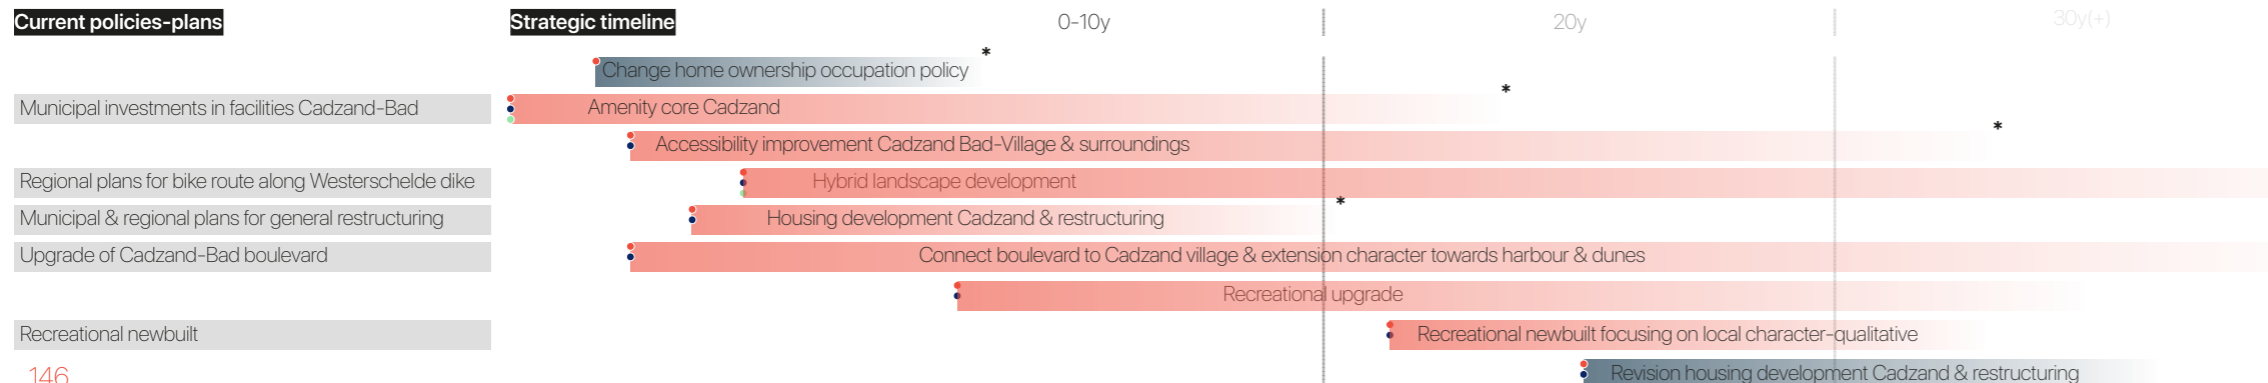 Current policies-plans
Strategic timeline
0-10y
20y
30y(+)
Change home ownership occupation policy
*
Municipal investments in facilities Cadzand-Bad
Amenity core Cadzand
*
Accessibility improvement Cadzand Bad-Village & surroundings
*
Regional plans for bike route along Westerschelde dike
Hybrid landscape development
Municipal & regional plans for general restructuring
Housing development Cadzand & restructuring
*
Upgrade of Cadzand-Bad boulevard
Connect boulevard to Cadzand village & extension character towards harbour & dunes
Recreational upgrade
Recreational newbuilt
Recreational newbuilt focusing on local character-qualitative
146
Revision housing development Cadzand & restructuring